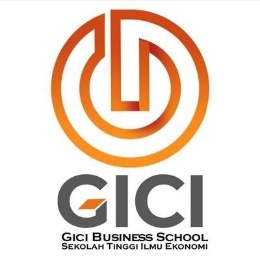 GICI
GICI BUSINESS SCHOOL
SEKOLAH TINGGI ILMU EKONOMI